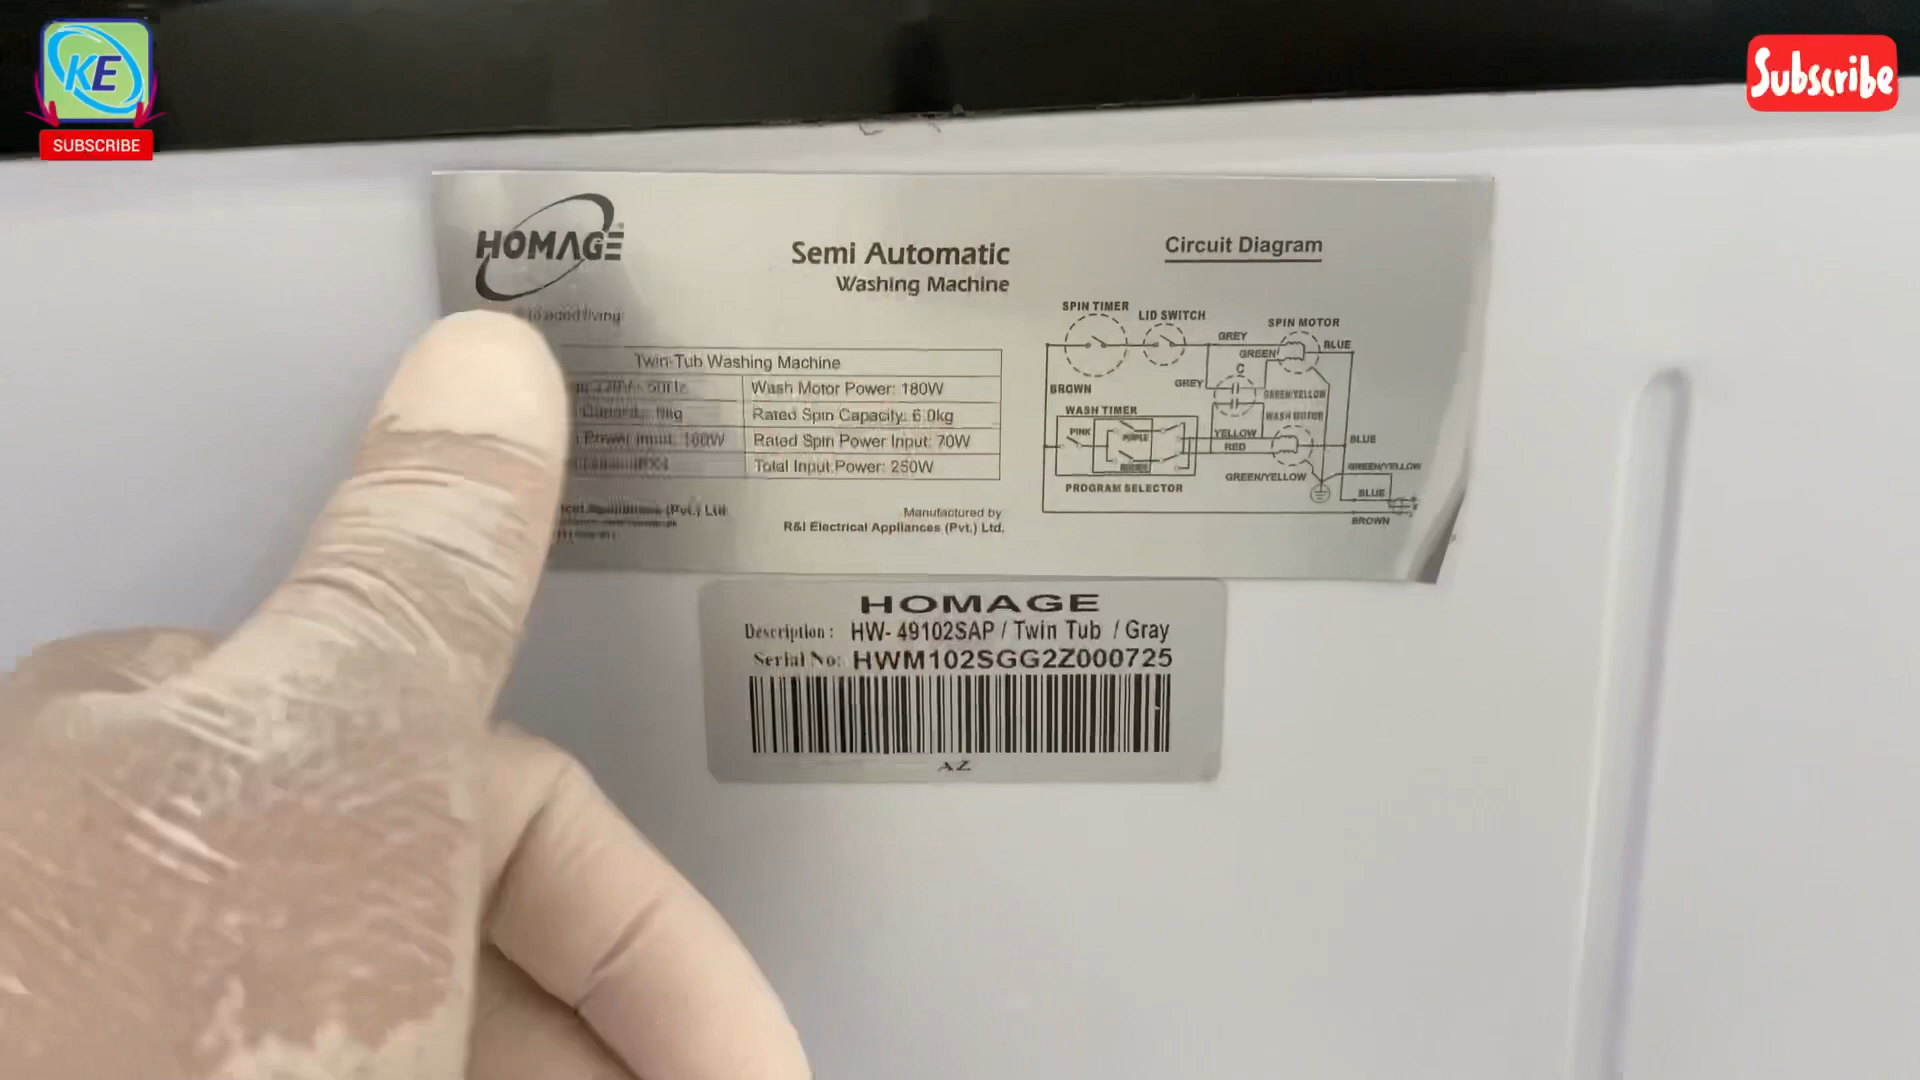 KE
SUBSCRIBE
Subscribe
HOMAGE
Semi Automatic
Washing Machine
Twin-Tub Washing Machine
Wash Motor Power: 180W
Rated Spin Capacity: 6.0kg
Power Input: 180W
Rated Spin Power Input: 70W
Total Input Power: 250W
(Pvt.) Ltd.
Manufactured by
R&I Electrical Appliances (Pvt.) Ltd.
Circuit Diagram
SPIN TIMER
LID SWITCH
SPIN MOTOR
GREY
BLUE
GREEN
C
GREY
BROWN
GREEN/YELLOW
WASH TIMER
WASH MOTOR
PINK
PURPLE
YELLOW
BLUE
RED
GREEN/YELLOW
GREEN/YELLOW
PROGRAM SELECTOR
BLUE
BROWN
HOMAGE
Description : HW- 49102SAP / Twin Tub / Gray
Serial No: HWM102SGG2Z000725
AZ